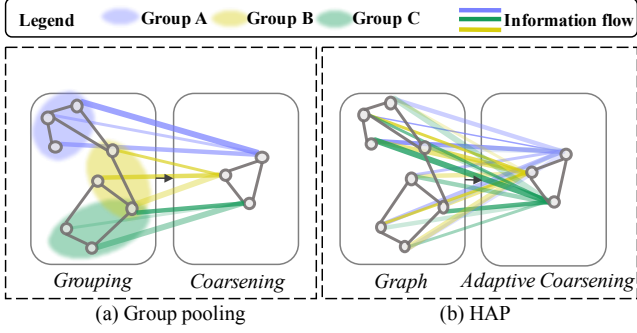 Legend Group A Group B Group C Information flow
Grouping Coarsening
Graph Adaptive Coarsening
(a) Group pooling
(b) HAP